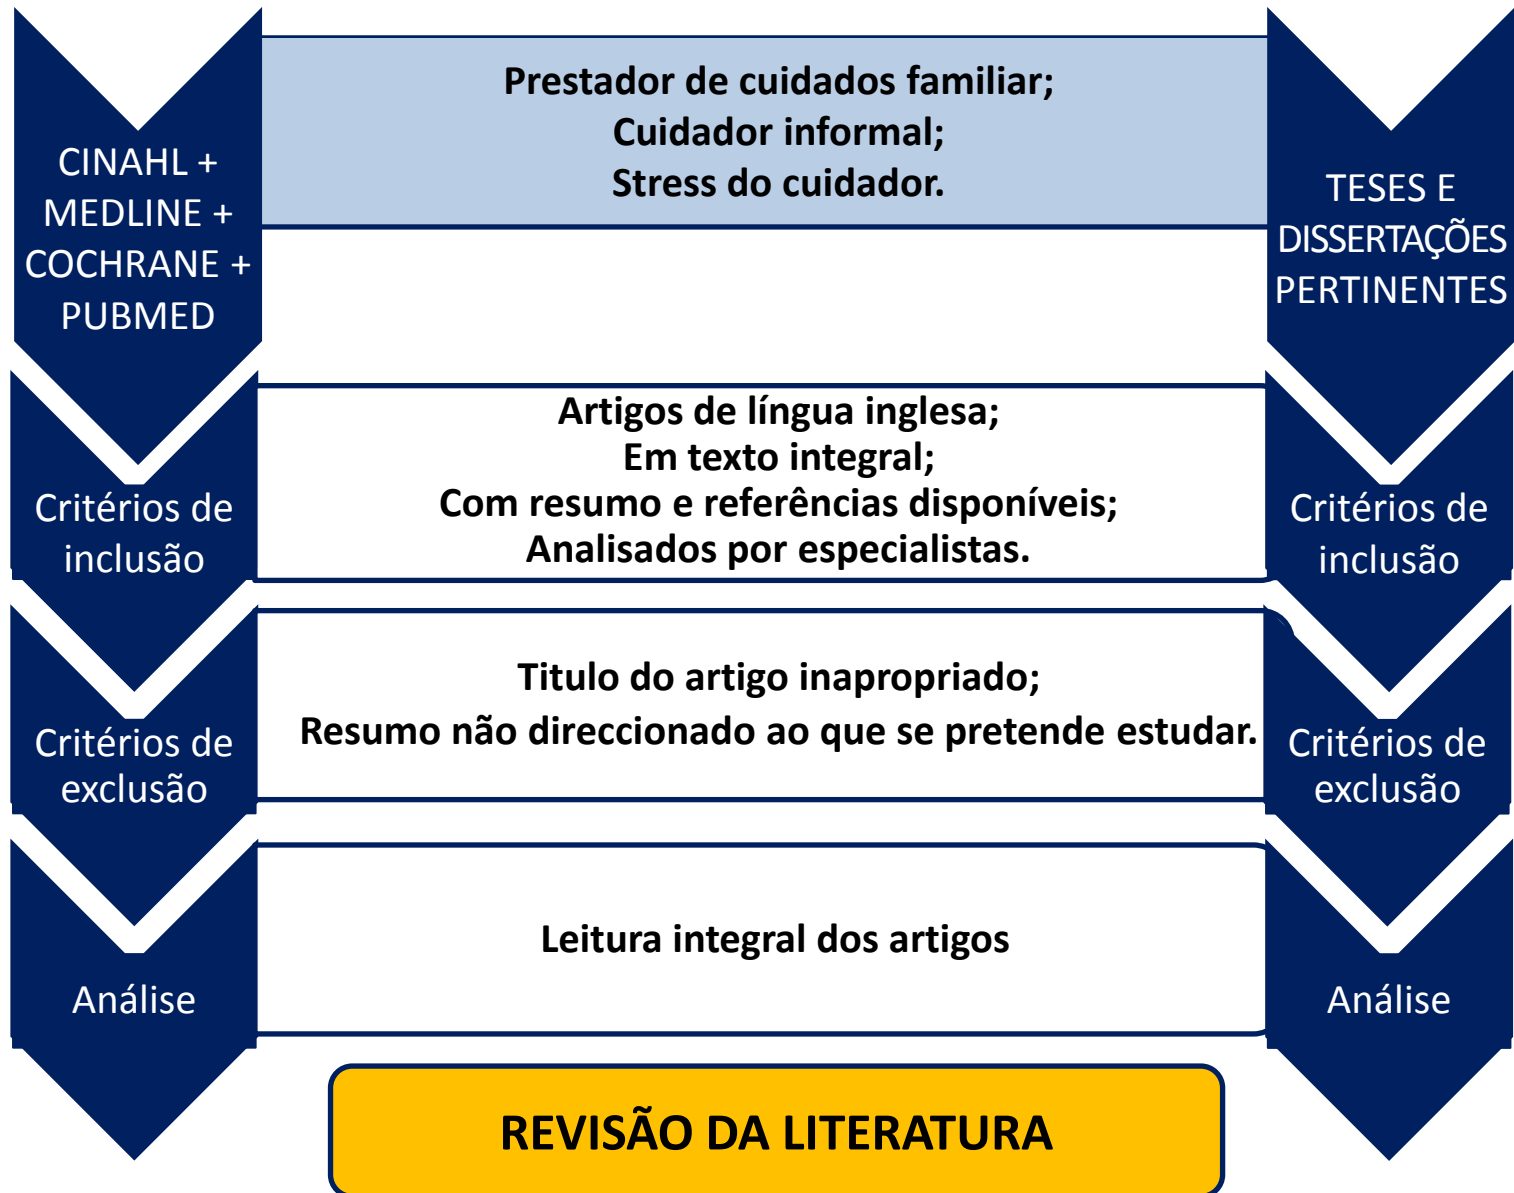 CINAHL +
MEDLINE +
COCHRANE +
PUBMED
Prestador de cuidados familiar;
Cuidador informal;
Stress do cuidador.
TESES E
DISSERTAÇÕES
PERTINENTES
Critérios de
inclusão
Artigos de língua inglesa;
Em texto integral;
Com resumo e referências disponíveis;
Analisados por especialistas.
Critérios de
inclusão
Critérios de
exclusão
Titulo do artigo inapropriado;
Resumo não direccionado ao que se pretende estudar.
Critérios de
exclusão
Análise
Leitura integral dos artigos
Análise
REVISÃO DA LITERATURA